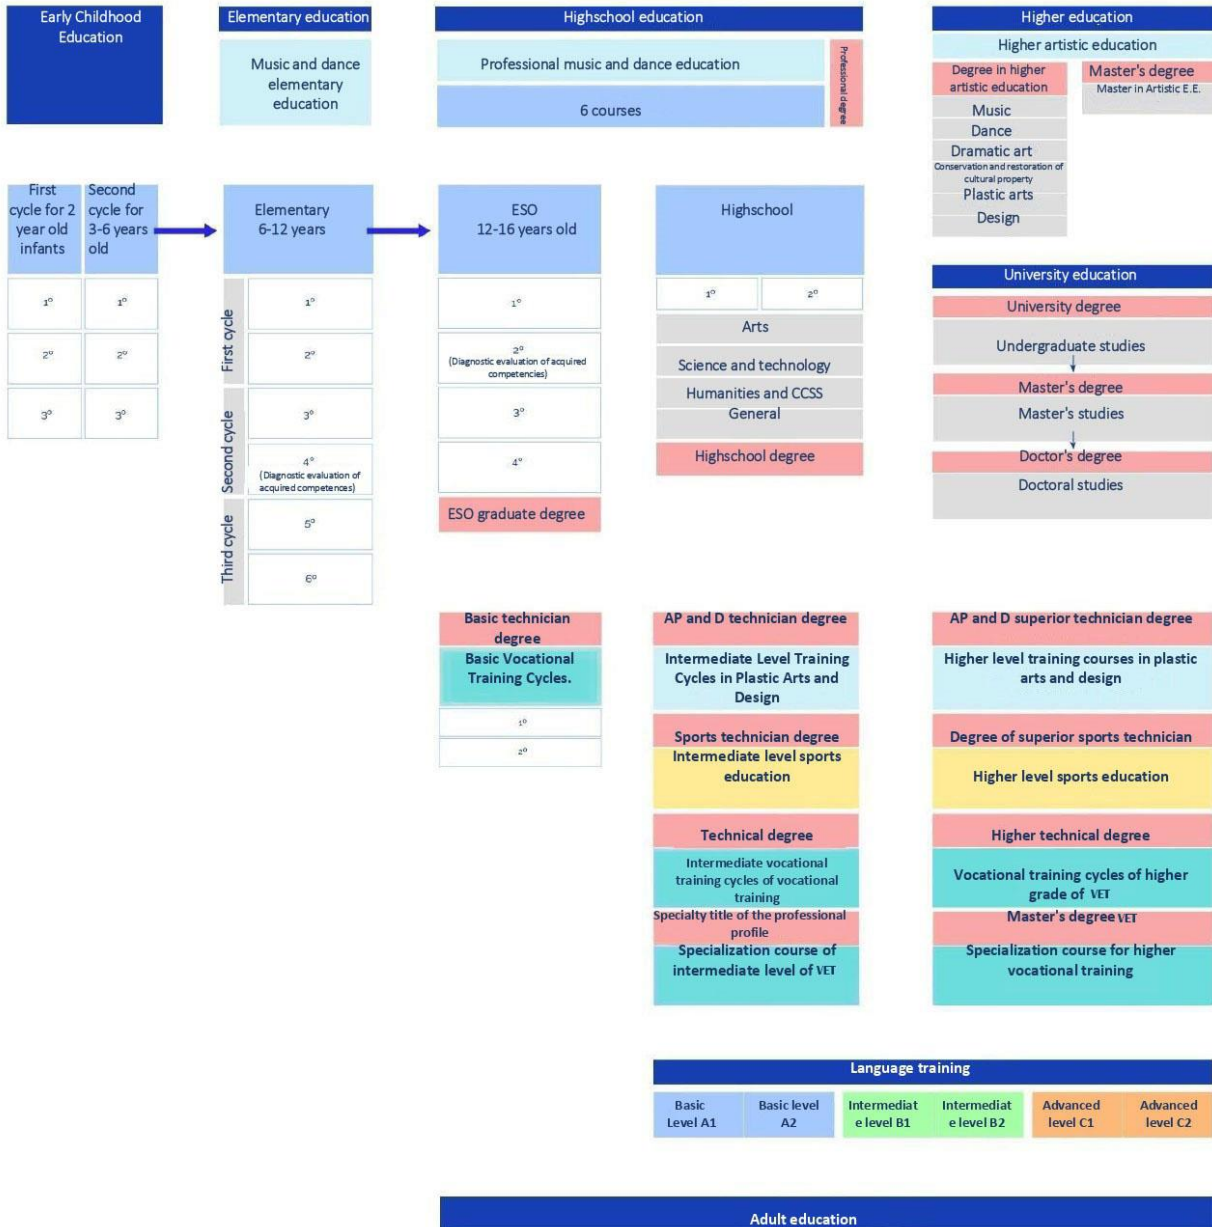 Early Childhood
Education
Elementary education
Highschool education
Higher education
Music and dance
elementary
education
Professional music and dance education
6 courses
Professional degree
Higher artistic education
Degree in higher
artistic education
Music
Dance
Dramatic art
Conservation and restoration of
cultural property
Plastic arts
Design
Master's degree
Master in Artistic E.E.
First
cycle for 2
year old
infants
Second
cycle for
3-6 years
old
Elementary
6-12 years
ESO
12-16 years old
Highschool
1º
2º
3º
1º
2º
3º
First cycle
Second cycle
Third cycle
1º
2º
3º
4º
(Diagnostic evaluation of
acquired competences)
5º
6º
1º
2º
(Diagnostic evaluation of acquired
competencies)
3º
4º
ESO graduate degree
1º
2º
Arts
Science and technology
Humanities and CCSS
General
Highschool degree
University education
University degree
Undergraduate studies
Master's degree
Master's studies
Doctor's degree
Doctoral studies
Basic technician
degree
Basic Vocational
Training Cycles.
1º
2º
AP and D technician degree
Intermediate Level Training
Cycles in Plastic Arts and
Design
Sports technician degree
Intermediate level sports
education
Technical degree
Intermediate vocational
training cycles of vocational
training
Specialty title of the professional
profile
Specialization course of
intermediate level of VET
AP and D superior technician degree
Higher level training courses in plastic
arts and design
Degree of superior sports technician
Higher level sports education
Higher technical degree
Vocational training cycles of higher
grade of VET
Master's degree VET
Specialization course for higher
vocational training
Language training
Basic
Level A1
Basic level
A2
Intermediat
e level B1
Intermediat
e level B2
Advanced
level C1
Advanced
level C2
Adult education